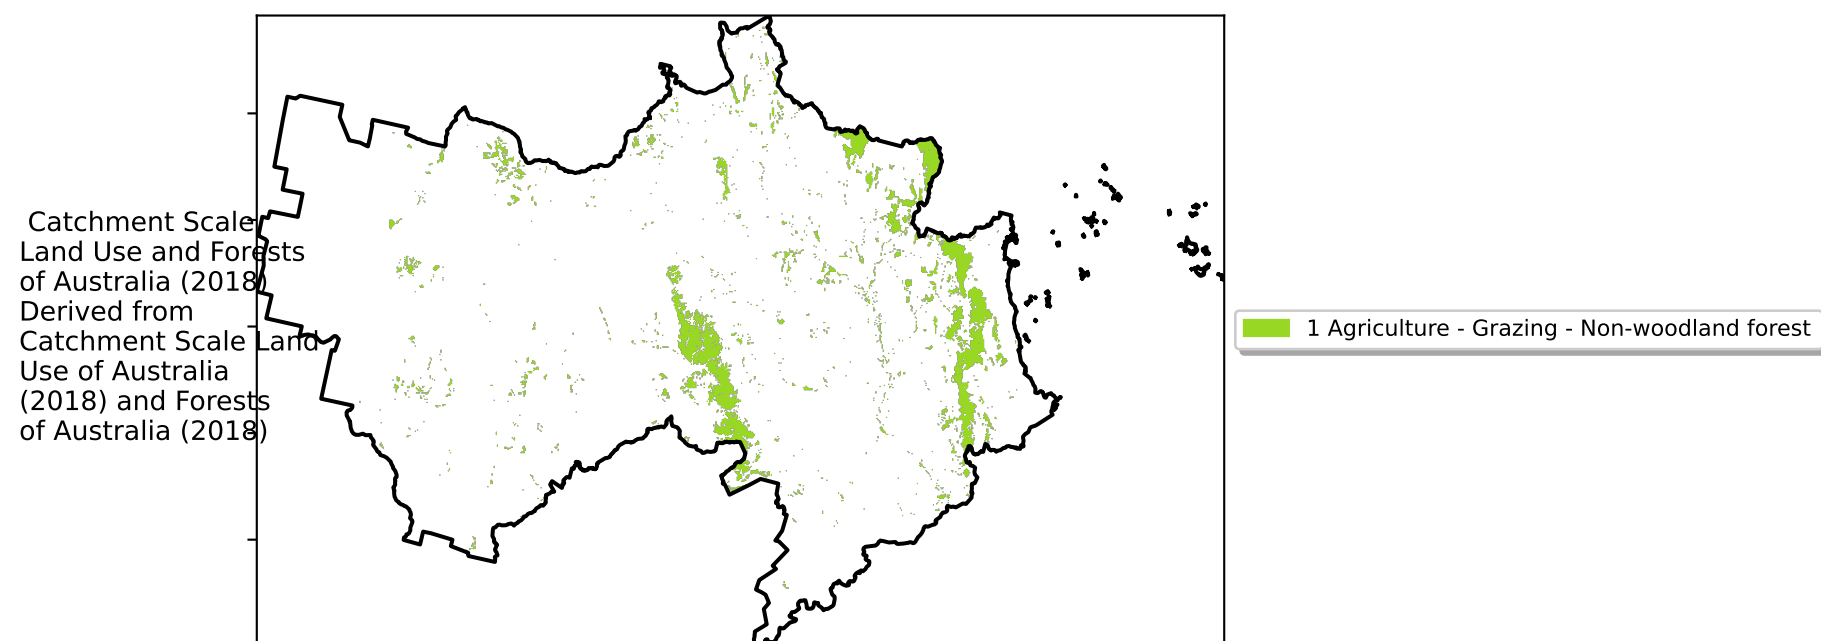 Catchment Scale
Land Use and Forests
of Australia (2018)
Derived from
Catchment Scale Land
Use of Australia
(2018) and Forests
of Australia (2018)
1 Agriculture - Grazing - Non-woodland forest